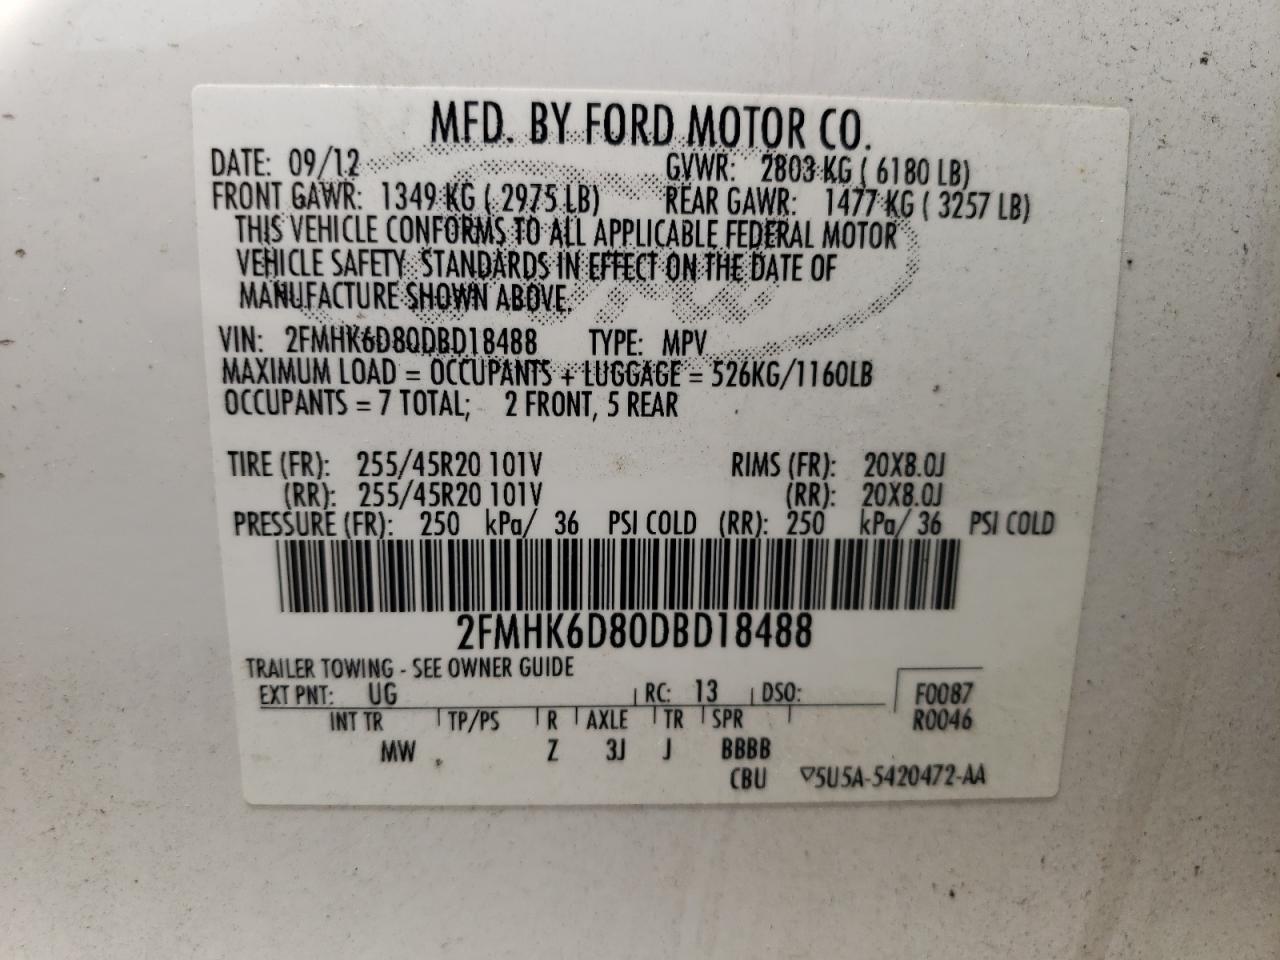 MFD. BY FORD MOTOR CO.
DATE: 09/12 GVWR: 2803 KG ( 6180 LB)
FRONT GAWR: 1349 KG ( 2975 LB) REAR GAWR: 1477 KG ( 3257 LB)
THIS VEHICLE CONFORMS TO ALL APPLICABLE FEDERAL MOTOR
VEHICLE SAFETY STANDARDS IN EFFECT ON THE DATE OF
MANUFACTURE SHOWN ABOVE.
VIN: 2FMHK6D80DBD18488 TYPE: MPV
MAXIMUM LOAD = OCCUPANTS + LUGGAGE = 526KG/1160LB
OCCUPANTS = 7 TOTAL; 2 FRONT, 5 REAR
TIRE (FR): 255/45R20 101V RIMS (FR): 20X8.0J
(RR): 255/45R20 101V (RR): 20X8.0J
PRESSURE (FR): 250 kPa/ 36 PSI COLD (RR): 250 kPa/ 36 PSI COLD
2FMHK6D80DBD18488
TRAILER TOWING - SEE OWNER GUIDE
EXT PNT: UG RC: 13 DSO: F0087
INT TR TP/PS R AXLE TR SPR R0046
MW Z 3J J BBBB
CBU ▽5U5A-5420472-AA